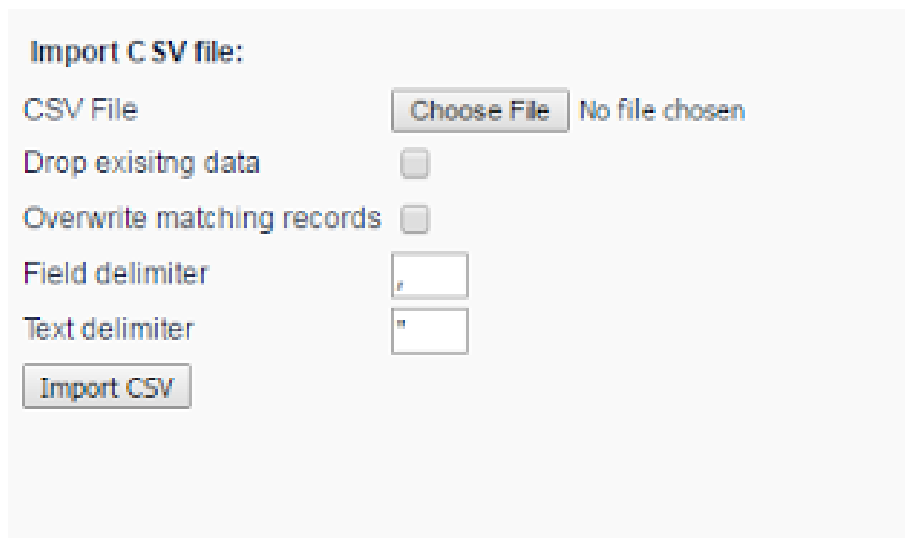 Import CSV file:
CSV File Choose File No file chosen
Drop exisitng data
Overwrite matching records
Field delimiter ,
Text delimiter "
Import CSV